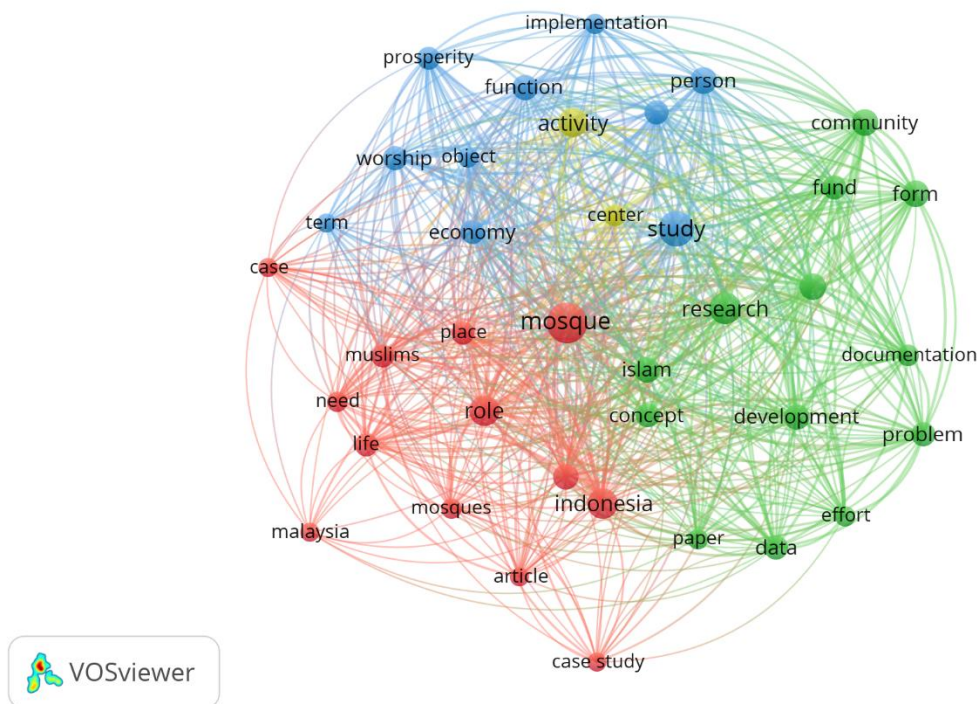 implementation
prosperity
function
person
activity
community
worship
object
fund
form
term
center
economy
study
case
mosque
research
place
muslims
islam
documentation
need
role
concept
development
life
problem
mosques
indonesia
malaysia
effort
paper
data
article
case study
VOSviewer